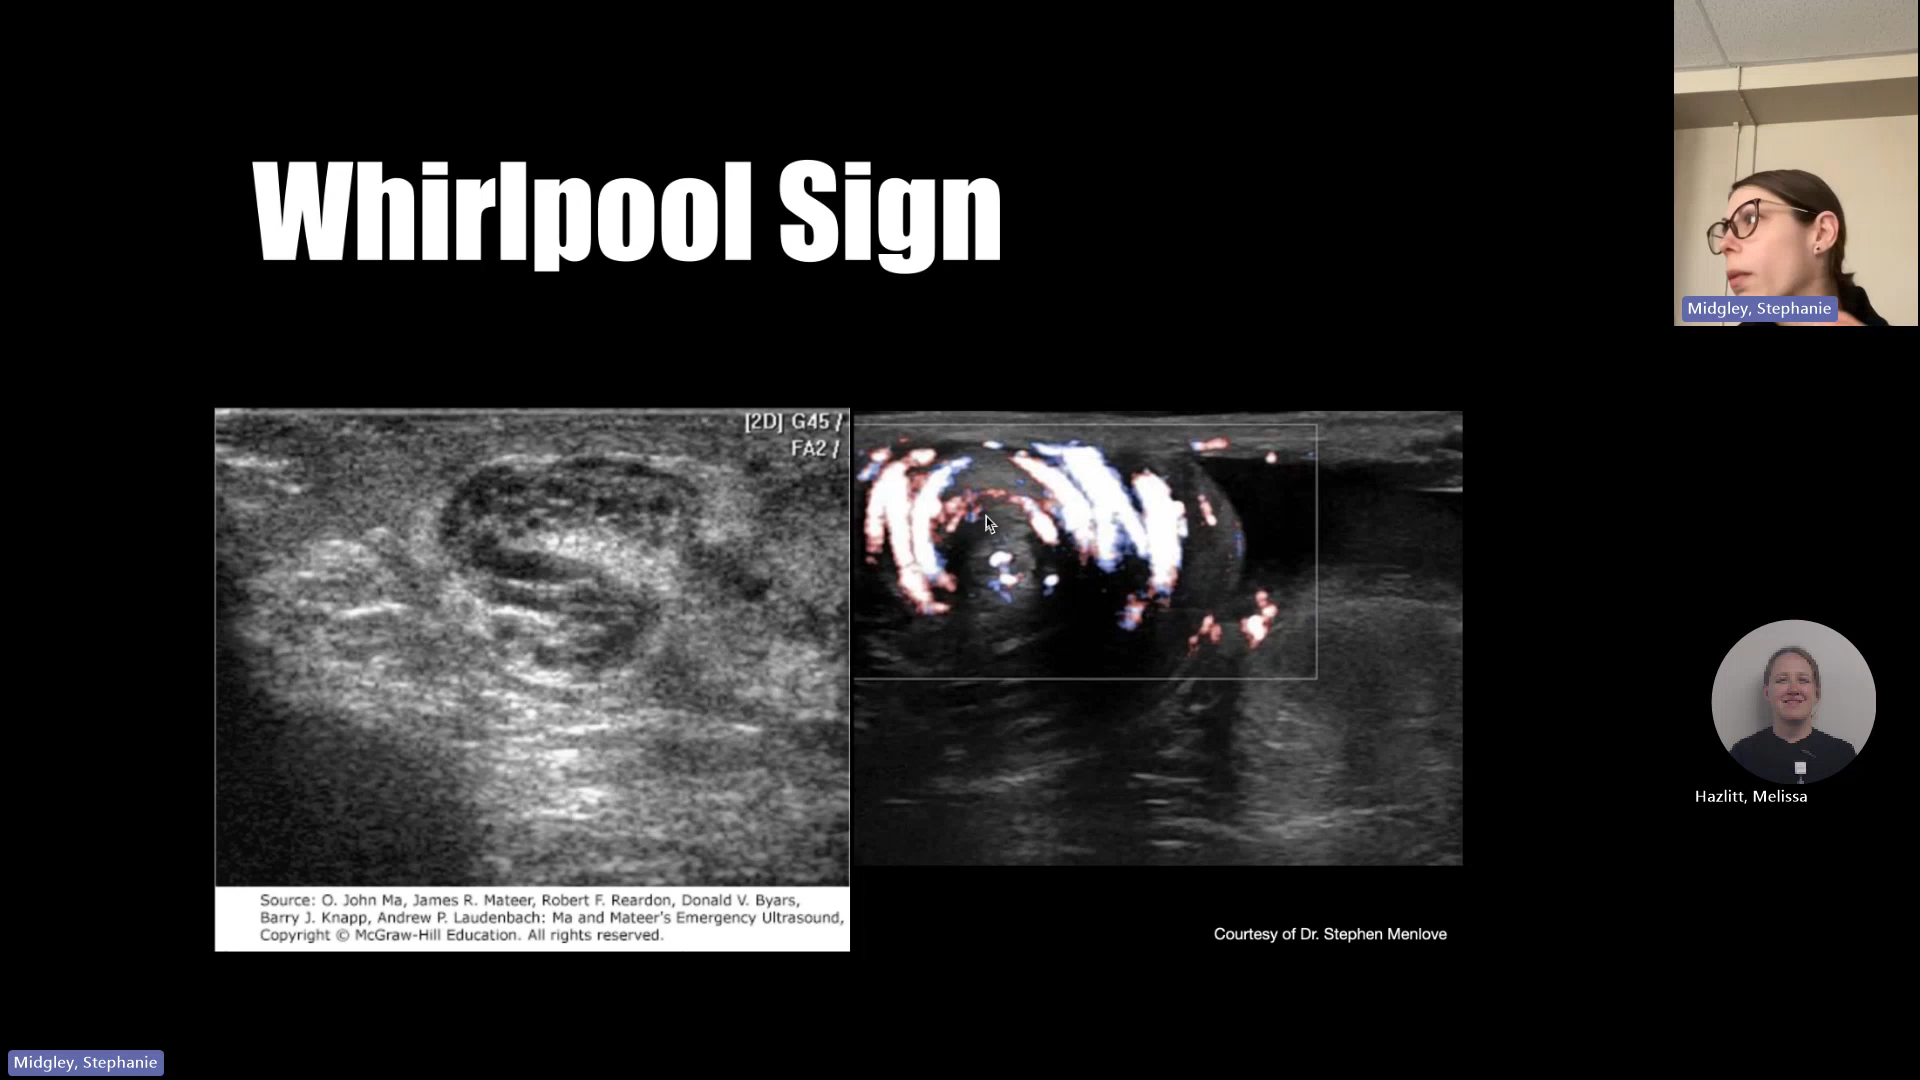 Whirlpool Sign
[2D] G45 /
FA2 /
Source: O. John Ma, James R. Mateer, Robert F. Reardon, Donald V. Byars,
Barry J. Knapp, Andrew P. Laudenbach: Ma and Mateer's Emergency Ultrasound,
Copyright © McGraw-Hill Education. All rights reserved.
Courtesy of Dr. Stephen Menlove
Midgley, Stephanie
Hazlitt, Melissa
Midgley, Stephanie